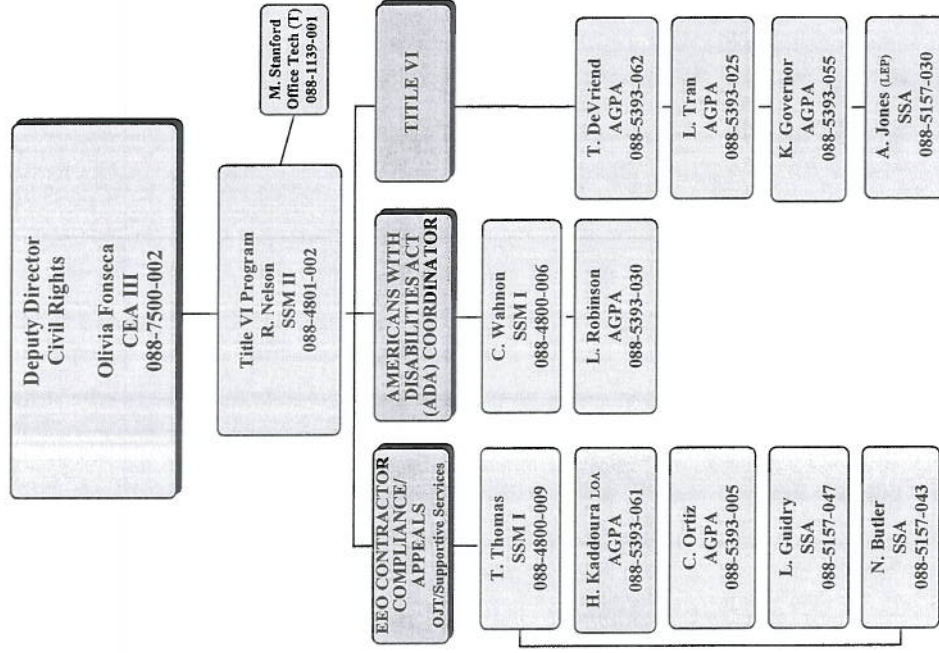 Deputy Director
Civil Rights
Olivia Fonseca
CEA III
088-7500-002
Title VI Program
R. Nelson
SSM II
088-4801-002
M. Stanford
Office Tech (T)
088-1139-001
EEO CONTRACTOR
COMPLIANCE/
APPEALS
OJT/Supportive Services
T. Thomas
SSM I
088-4800-009
H. Kaddoura LOA
AGPA
088-5393-061
C. Ortiz
AGPA
088-5393-005
L. Guidry
SSA
088-5157-047
N. Butler
SSA
088-5157-043
AMERICANS WITH
DISABILITES ACT
(ADA) COORDINATOR
C. Wahnon
SSM I
088-4800-006
L. Robinson
AGPA
088-5393-030
TITLE VI
T. DeVriend
AGPA
088-5393-062
L. Tran
AGPA
088-5393-025
K. Governor
AGPA
088-5393-055
A. Jones (LEP)
SSA
088-5157-030